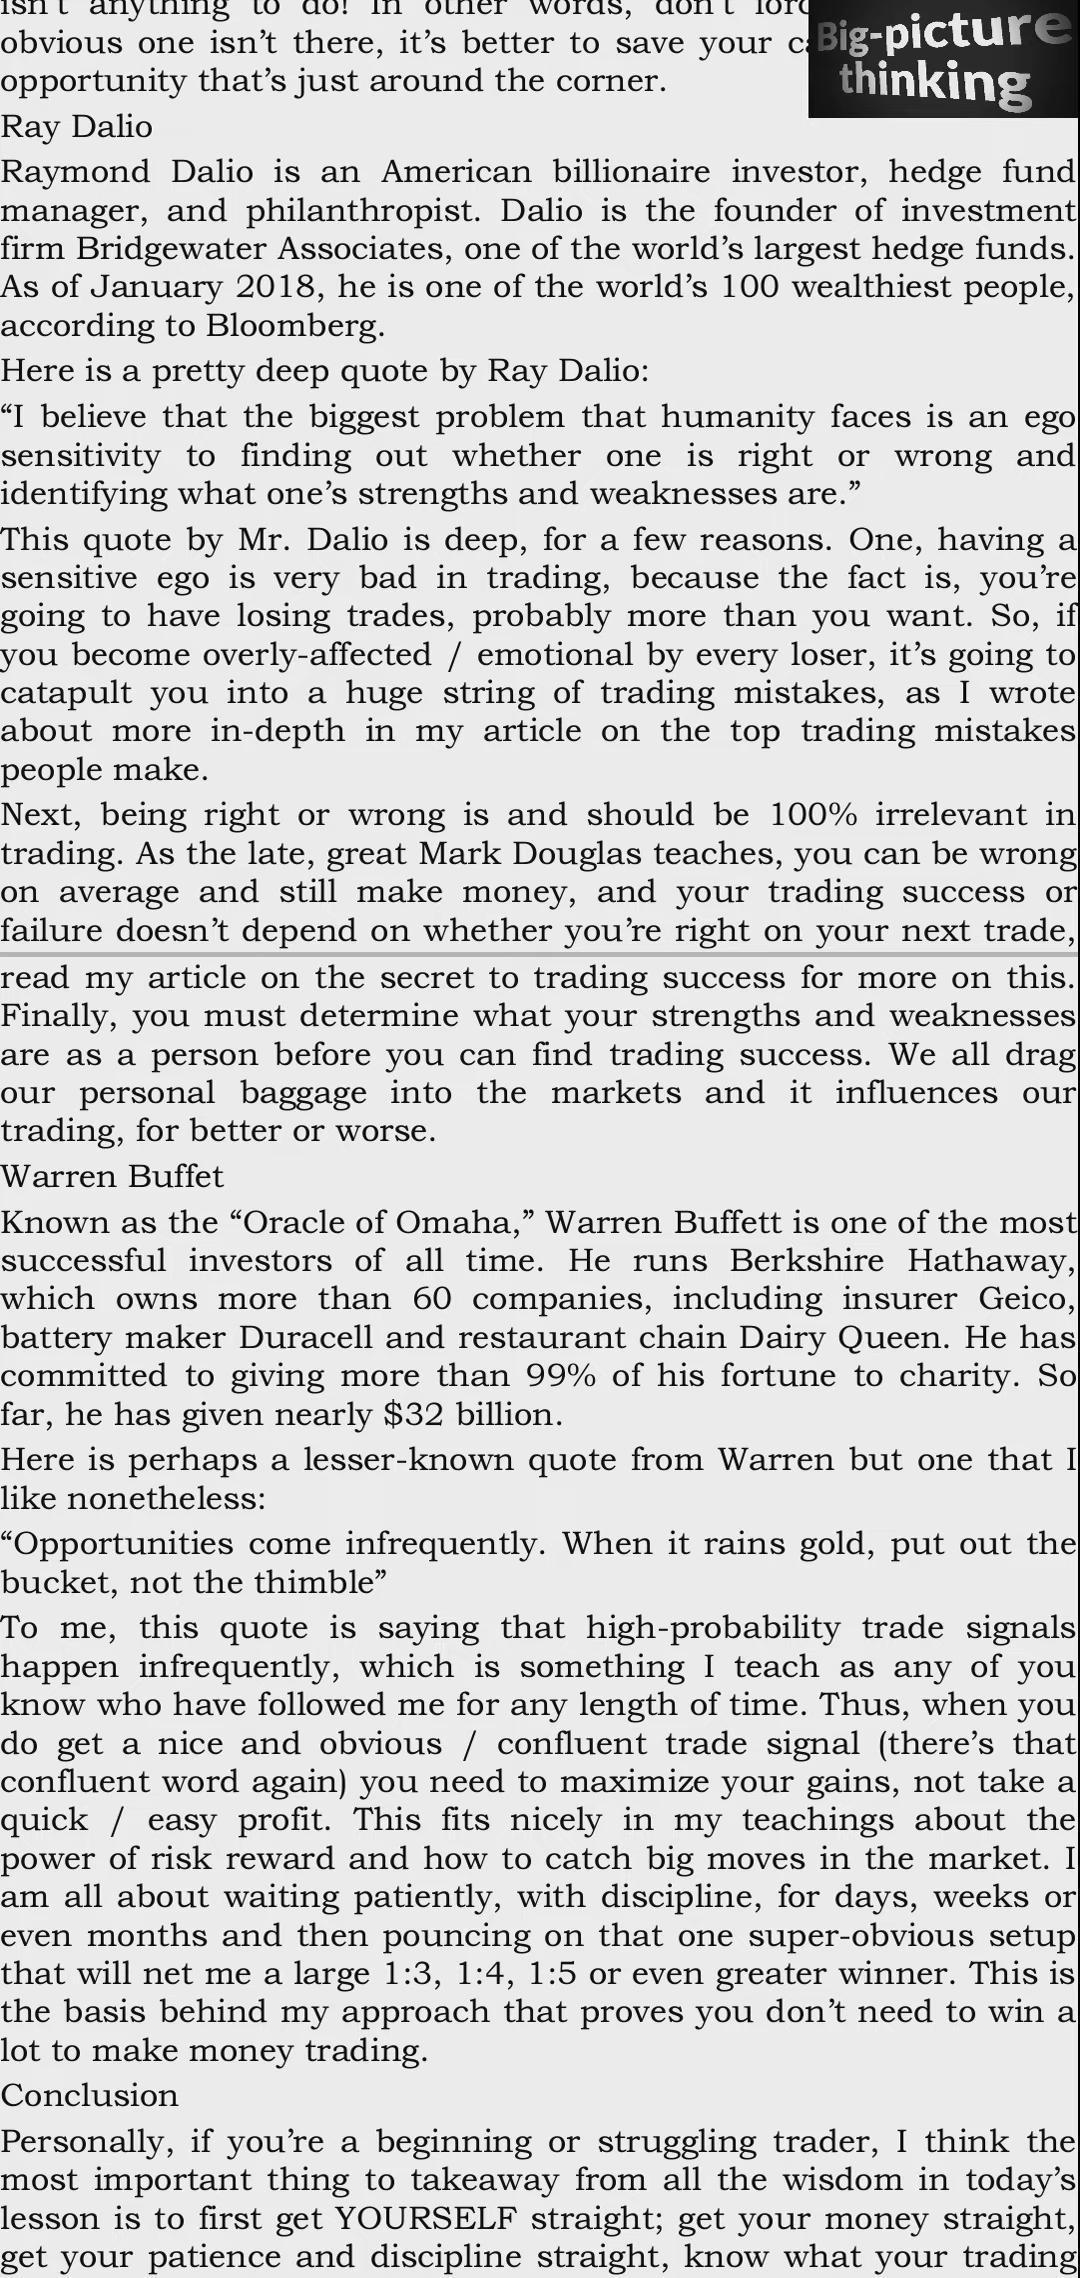 isn't anything to do! In other words, don't
obvious one isn't there, it's better to save your
opportunity that's just around the corner.
Big-picture
thinking
Ray Dalio
Raymond Dalio is an American billionaire investor, hedge fund
manager, and philanthropist. Dalio is the founder of investment
firm Bridgewater Associates, one of the world's largest hedge funds.
As of January 2018, he is one of the world's 100 wealthiest people,
according to Bloomberg.
Here is a pretty deep quote by Ray Dalio:
“I believe that the biggest problem that humanity faces is an ego
sensitivity to finding out whether one is right or wrong and
identifying what one's strengths and weaknesses are.”
This quote by Mr. Dalio is deep, for a few reasons. One, having a
sensitive ego is very bad in trading, because the fact is, you're
going to have losing trades, probably more than you want. So, if
you become overly-affected / emotional by every loser, it's going to
catapult you into a huge string of trading mistakes, as I wrote
about more in-depth in my article on the top trading mistakes
people make.
Next, being right or wrong is and should be 100% irrelevant in
trading. As the late, great Mark Douglas teaches, you can be wrong
on average and still make money, and your trading success or
failure doesn't depend on whether you're right on your next trade,
read my article on the secret to trading success for more on this.
Finally, you must determine what your strengths and weaknesses
are as a person before you can find trading success. We all drag
our personal baggage into the markets and it influences our
trading, for better or worse.
Warren Buffet
Known as the “Oracle of Omaha,” Warren Buffett is one of the most
successful investors of all time. He runs Berkshire Hathaway,
which owns more than 60 companies, including insurer Geico,
battery maker Duracell and restaurant chain Dairy Queen. He has
committed to giving more than 99% of his fortune to charity. So
far, he has given nearly $32 billion.
Here is perhaps a lesser-known quote from Warren but one that I
like nonetheless:
“Opportunities come infrequently. When it rains gold, put out the
bucket, not the thimble”
To me, this quote is saying that high-probability trade signals
happen infrequently, which is something I teach as any of you
know who have followed me for any length of time. Thus, when you
do get a nice and obvious / confluent trade signal (there's that
confluent word again) you need to maximize your gains, not take a
quick / easy profit. This fits nicely in my teachings about the
power of risk reward and how to catch big moves in the market. I
am all about waiting patiently, with discipline, for days, weeks or
even months and then pouncing on that one super-obvious setup
that will net me a large 1:3, 1:4, 1:5 or even greater winner. This is
the basis behind my approach that proves you don't need to win a
lot to make money trading.
Conclusion
Personally, if you're a beginning or struggling trader, I think the
most important thing to takeaway from all the wisdom in today's
lesson is to first get YOURSELF straight; get your money straight,
get your patience and discipline straight, know what your trading